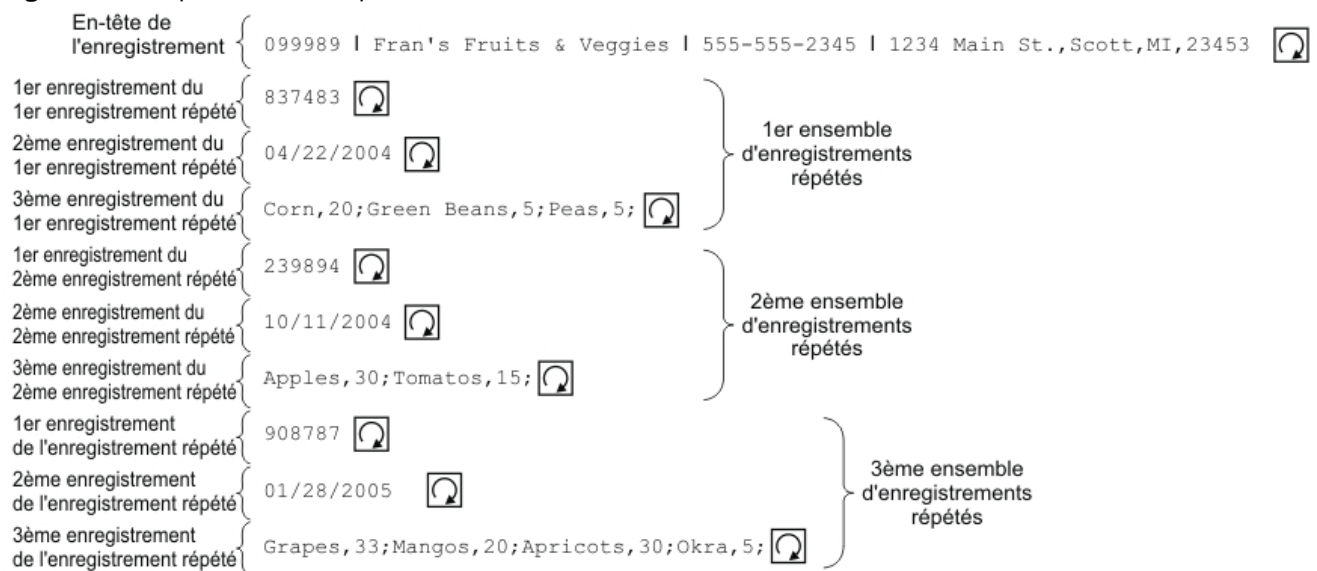 En-tête de
l'enregistrement
099989 | Fran's Fruits & Veggies | 555-555-2345 | 1234 Main St.,Scott,MI,23453
1er enregistrement du
1er enregistrement répété
837483
2ème enregistrement du
1er enregistrement répété
04/22/2004
3ème enregistrement du
1er enregistrement répété
Corn,20;Green Beans,5;Peas,5;
1er ensemble
d'enregistrements
répétés
1er enregistrement du
2ème enregistrement répété
239894
2ème enregistrement du
2ème enregistrement répété
10/11/2004
3ème enregistrement du
2ème enregistrement répété
Apples,30;Tomatos,15;
2ème ensemble
d'enregistrements
répétés
1er enregistrement
de l'enregistrement répété
908787
2ème enregistrement
de l'enregistrement répété
01/28/2005
3ème enregistrement
de l'enregistrement répété
Grapes,33;Mangos,20;Apricots,30;Okra,5;
3ème ensemble
d'enregistrements
répétés